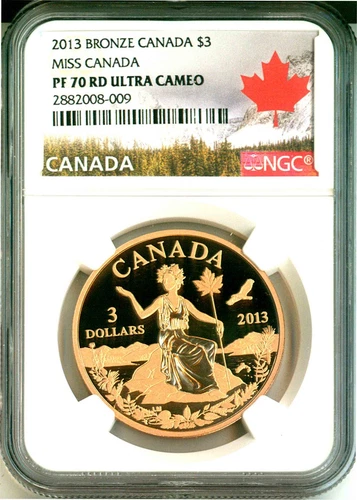 2013 BRONZE CANADA $3
MISS CANADA
PF 70 RD ULTRA CAMEO
2882008-009
CANADA
NGC®
CANADA
3
DOLLARS
2013